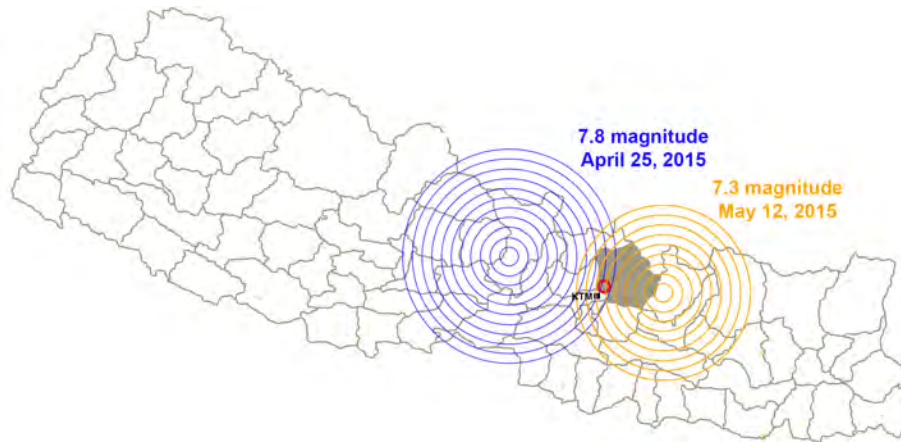 7.8 magnitude
April 25, 2015
7.3 magnitude
May 12, 2015
KTM